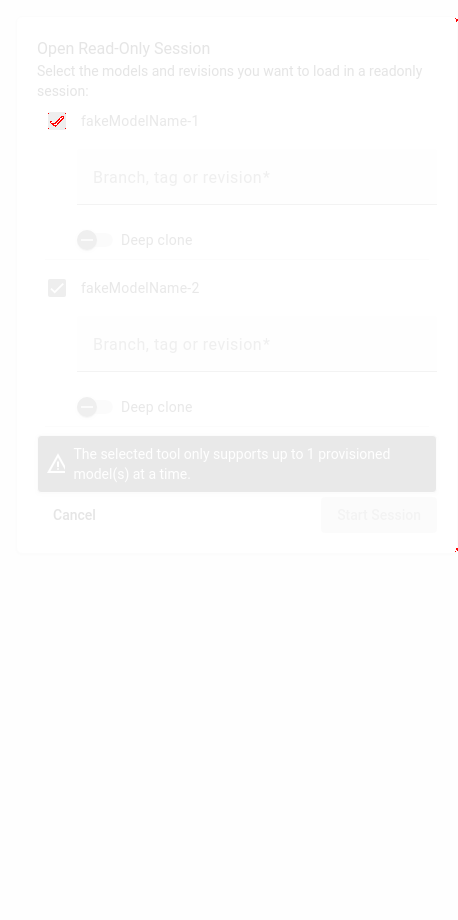 Open Read-Only Session
Select the models and revisions you want to load in a readonly
session:
fakeModelName-1
Branch, tag or revision*
Deep clone
fakeModelName-2
Branch, tag or revision*
Deep clone
The selected tool only supports up to 1 provisioned
model(s) at a time.
Cancel
Start Session